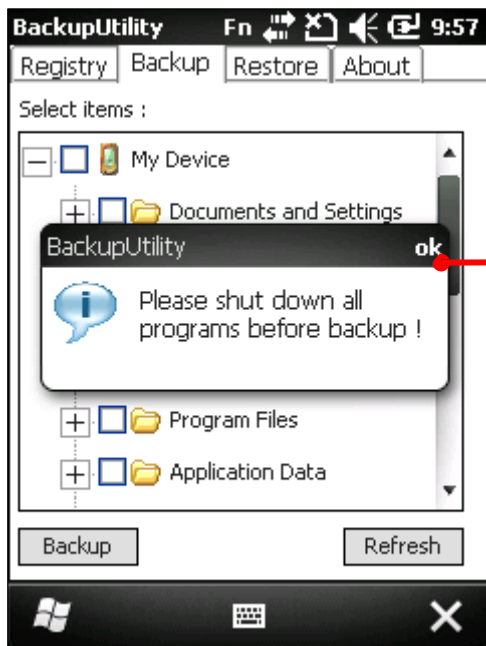 BackupUtility Fn 9:57
Registry Backup Restore About
Select items :
My Device
Documents and Settings
BackupUtility ok
Please shut down all
programs before backup !
Program Files
Application Data
Backup Refresh